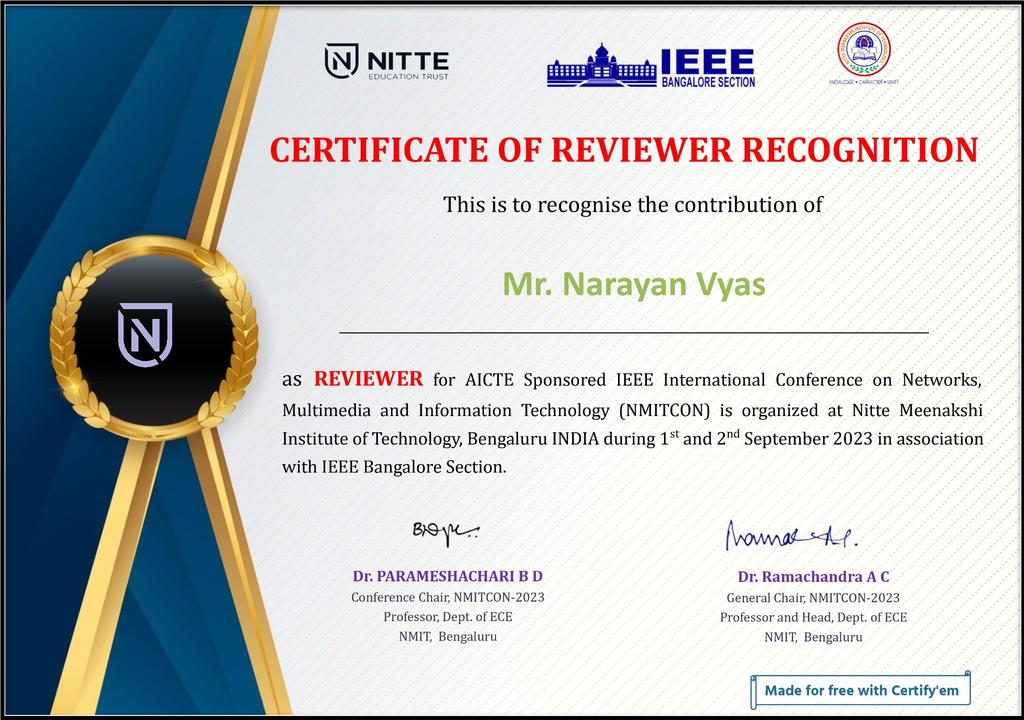 NITTE
EDUCATION TRUST
IEEE
BANGALORE SECTION
KNOWLEDGE • CHARACTER • UNITY
CERTIFICATE OF REVIEWER RECOGNITION
This is to recognise the contribution of
Mr. Narayan Vyas
N
as REVIEWER for AICTE Sponsored IEEE International Conference on Networks,
Multimedia and Information Technology (NMITCON) is organized at Nitte Meenakshi
Institute of Technology, Bengaluru INDIA during 1st and 2nd September 2023 in association
with IEEE Bangalore Section.
Dr. PARAMESHACHARI B D
Conference Chair, NMITCON-2023
Professor, Dept. of ECE
NMIT, Bengaluru
Dr. Ramachandra A C
General Chair, NMITCON-2023
Professor and Head, Dept. of ECE
NMIT, Bengaluru
Made for free with Certify'em